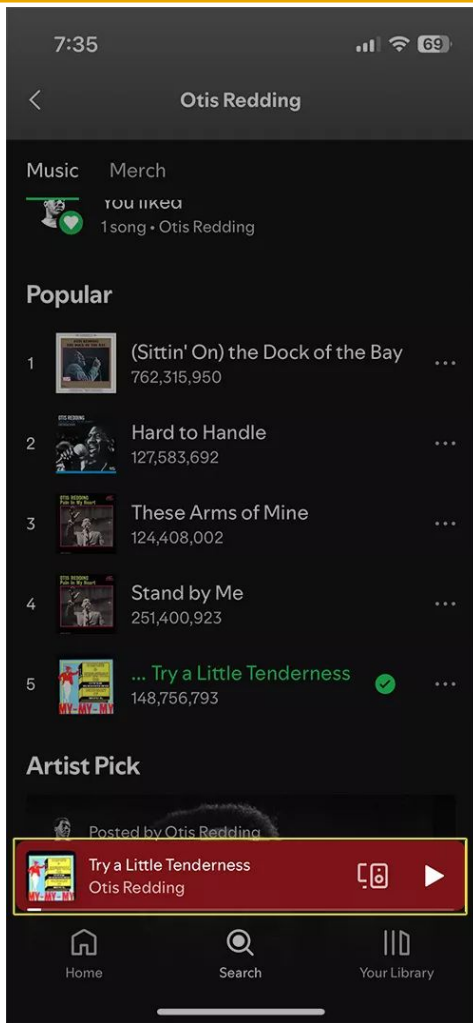 7:35
69
Otis Redding
Music Merch
You liked
1 song • Otis Redding
Popular
1
(Sittin' On) the Dock of the Bay
762,315,950
2
Hard to Handle
127,583,692
3
These Arms of Mine
124,408,002
4
Stand by Me
251,400,923
5
... Try a Little Tenderness
148,756,793
MY-MY-MY
Artist Pick
Posted by Otis Redding
Try a Little Tenderness
Otis Redding
Home Search Your Library